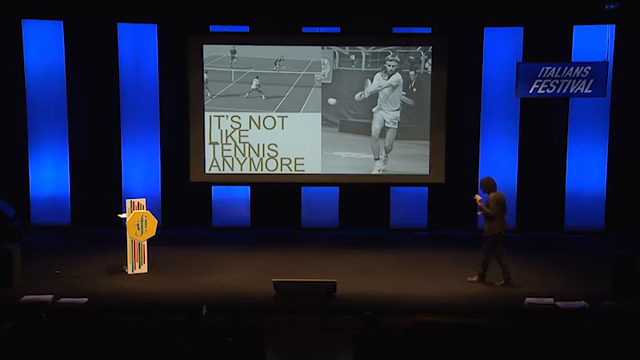 IT'S NOT
LIKE
TENNIS
ANYMORE
ITALIANS
FESTIVAL